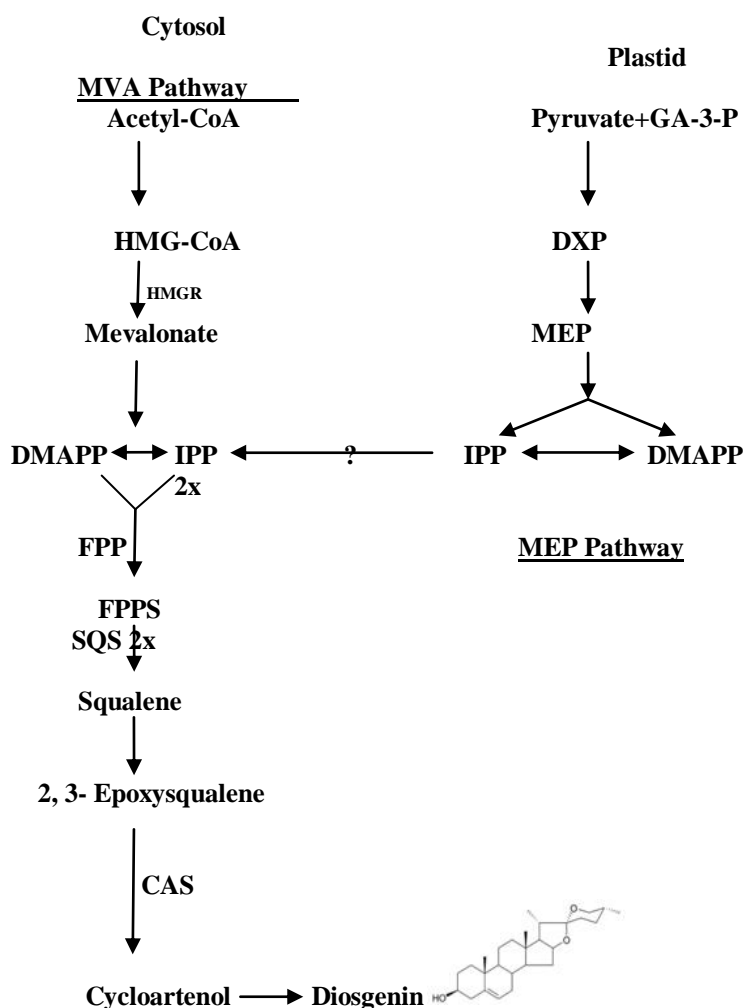 Cytosol
Plastid
MVA Pathway
Acetyl-CoA
Pyruvate+GA-3-P
HMG-CoA
DXP
HMGR
Mevalonate
MEP
DMAPP
IPP
?
IPP
DMAPP
2x
FPP
MEP Pathway
FPPS
SQS 2x
Squalene
2, 3- Epoxysqualene
CAS
Cycloartenol
Diosgenin
O
O
HO